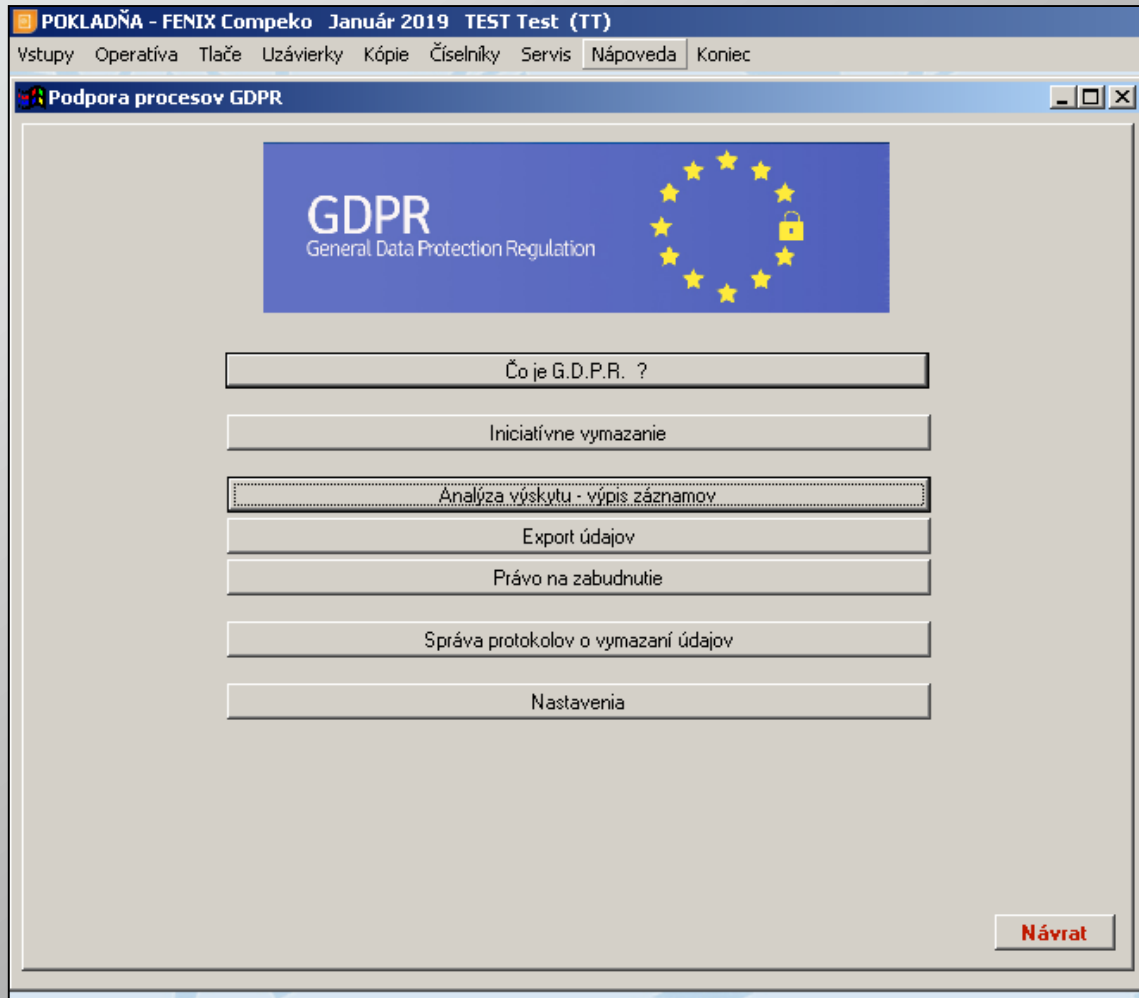 POKLADŇA - FENIX Compeko Január 2019 TEST Test (TT)
Vstupy Operatíva Tlače Uzávierky Kópie Číselníky Servis Nápoveda Koniec
Podpora procesov GDPR
GDPR
General Data Protection Regulation
Čo je G.D.P.R. ?
Iniciatívne vymazanie
Analýza výskytu - výpis záznamov
Export údajov
Právo na zabudnutie
Správa protokolov o vymazaní údajov
Nastavenia
Návrat